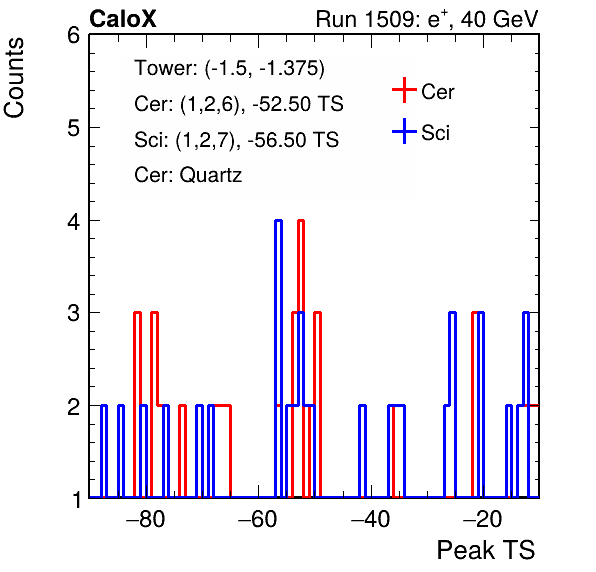 CaloX Run 1509: e⁺, 40 GeV
Counts
6
Tower: (-1.5, -1.375)
Cer: (1,2,6), -52.50 TS
Sci: (1,2,7), -56.50 TS
Cer: Quartz
Cer
Sci
5
4
3
2
1
−80 −60 −40 −20
Peak TS